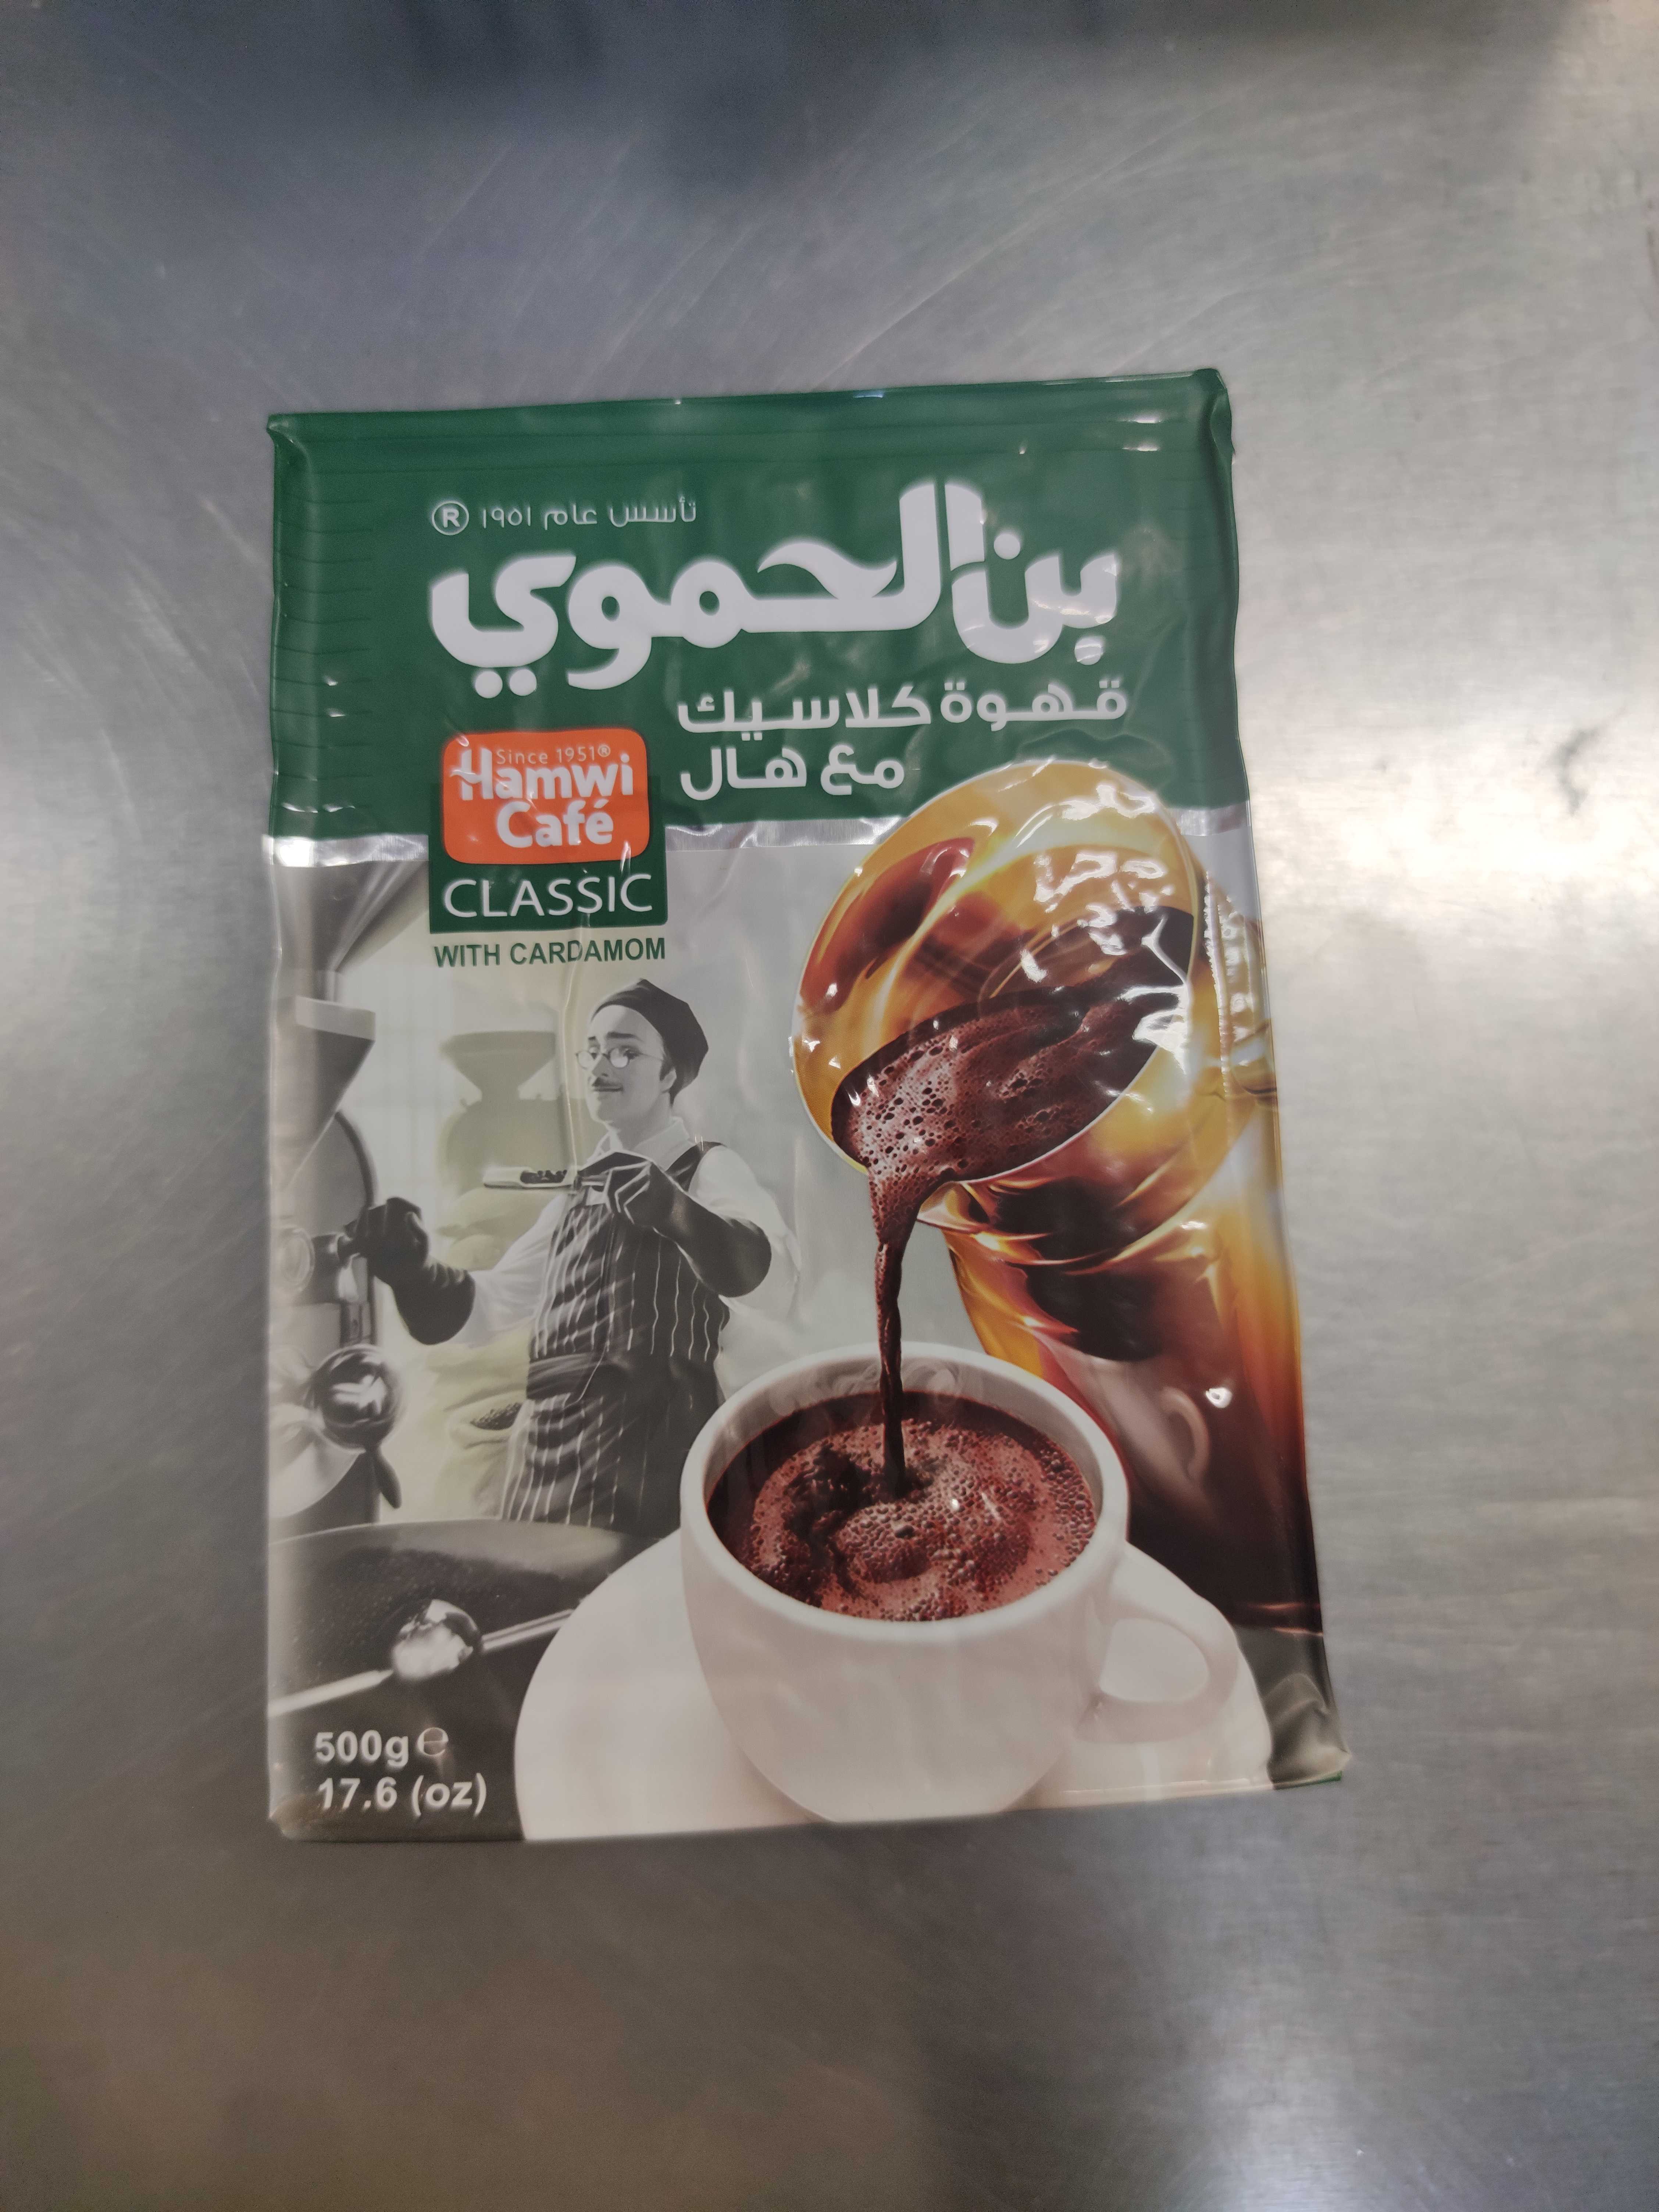 تأسس عام ١٩٥١ ®
بن الحموي
قهوة كلاسيك
مع هال
Since 1951®
Hamwi
Café
CLASSIC
WITH CARDAMOM
500g ℮
17.6 (oz)